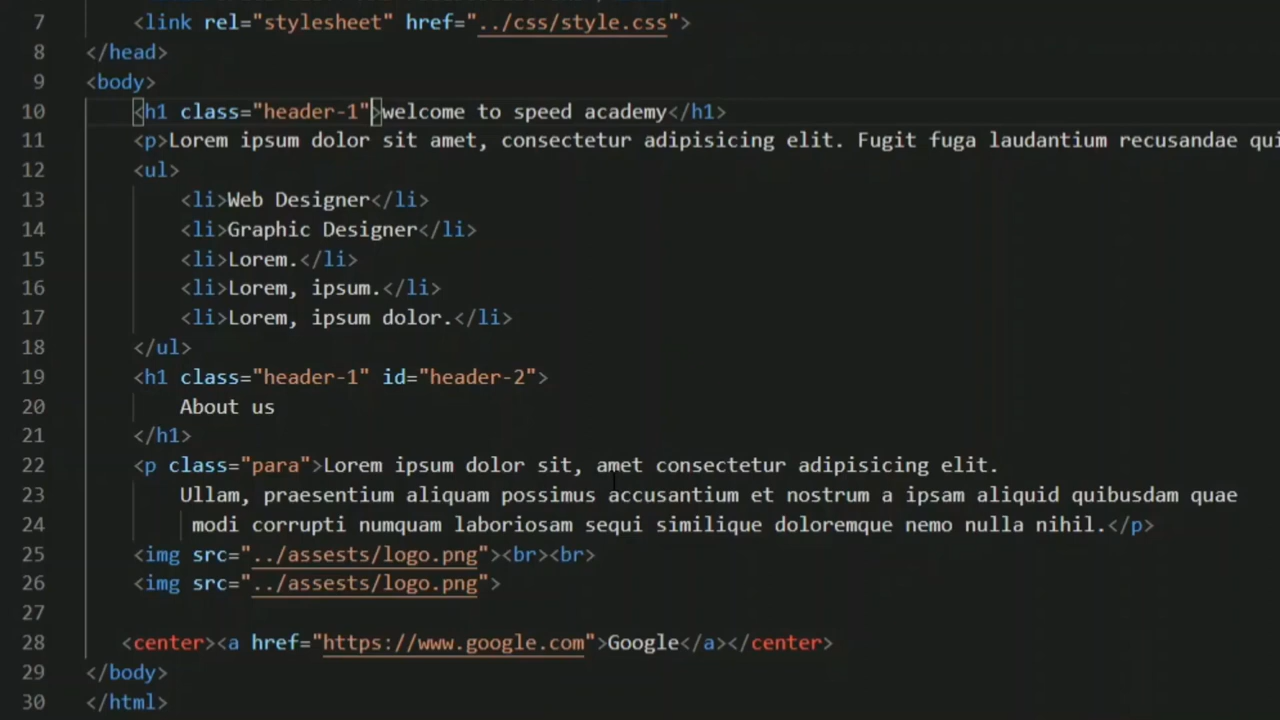 7 <link rel="stylesheet" href="../css/style.css">
8 </head>
9 <body>
10 <h1 class="header-1">welcome to speed academy</h1>
11 <p>Lorem ipsum dolor sit amet, consectetur adipisicing elit. Fugit fuga laudantium recusandae qui
12 <ul>
13 <li>Web Designer</li>
14 <li>Graphic Designer</li>
15 <li>Lorem.</li>
16 <li>Lorem, ipsum.</li>
17 <li>Lorem, ipsum dolor.</li>
18 </ul>
19 <h1 class="header-1" id="header-2">
20 About us
21 </h1>
22 <p class="para">Lorem ipsum dolor sit, amet consectetur adipisicing elit.
23 Ullam, praesentium aliquam possimus accusantium et nostrum a ipsam aliquid quibusdam quae
24 modi corrupti numquam laboriosam sequi similique doloremque nemo nulla nihil.</p>
25 <img src="../assests/logo.png"><br><br>
26 <img src="../assests/logo.png">
27
28 <center><a href="https://www.google.com">Google</a></center>
29 </body>
30 </html>